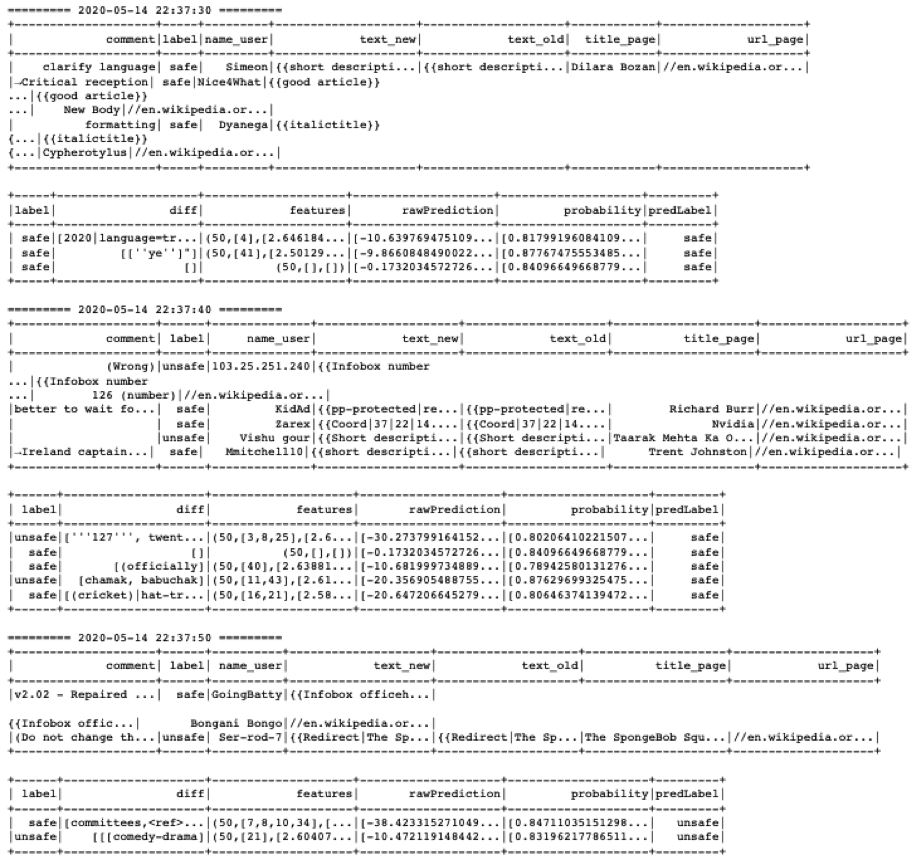 ========= 2020-05-14 22:37:30 =========
+--------------------+-----+---------+--------------------+--------------------+------------+--------------------+
|             comment|label|name_user|            text_new|            text_old|  title_page|            url_page|
+--------------------+-----+---------+--------------------+--------------------+------------+--------------------+
|    clarify language| safe|   Simeon|{{short descripti...|{{short descripti...|Dilara Bozan|//en.wikipedia.or...|
|→Critical reception| safe|Nice4What|{{good article}}
...|{{good article}}
...|    New Body|//en.wikipedia.or...|
|          formatting| safe|  Dyanega|{{italictitle}}
{...|{{italictitle}}
{...|Cypherotylus|//en.wikipedia.or...|
+--------------------+-----+---------+--------------------+--------------------+------------+--------------------+
+-----+--------------------+--------------------+--------------------+--------------------+---------+
|label|                diff|            features|       rawPrediction|         probability|predLabel|
+-----+--------------------+--------------------+--------------------+--------------------+---------+
| safe|[2020|language=tr...|(50,[4],[2.646184...|[-10.639769475109...|[0.81799196084109...|     safe|
| safe|          [[''ye'']"]|(50,[41],[2.50129...|[-9.8660848490022...|[0.87767475553485...|     safe|
| safe|                  []|          (50,[],[])|[-0.1732034572726...|[0.84096649668779...|     safe|
+-----+--------------------+--------------------+--------------------+--------------------+---------+
========= 2020-05-14 22:37:40 =========
+--------------------+------+--------------+--------------------+--------------------+--------------------+--------------------+
|             comment| label|     name_user|            text_new|            text_old|          title_page|            url_page|
+--------------------+------+--------------+--------------------+--------------------+--------------------+--------------------+
|             (Wrong)|unsafe|103.25.251.240|{{Infobox number
...|{{Infobox number
...|        126 (number)|//en.wikipedia.or...|
|better to wait fo...|  safe|         KidAd|{{pp-protected|re...|{{pp-protected|re...|        Richard Burr|//en.wikipedia.or...|
|                    |  safe|         Zarex|{{Coord|37|22|14....|{{Coord|37|22|14....|              Nvidia|//en.wikipedia.or...|
|                    |unsafe|    Vishu gour|{{Short descripti...|{{Short descripti...|Taarak Mehta Ka O...|//en.wikipedia.or...|
|→Ireland captain...|  safe|   Mmitchell10|{{short descripti...|{{short descripti...|      Trent Johnston|//en.wikipedia.or...|
+--------------------+------+--------------+--------------------+--------------------+--------------------+--------------------+
+------+--------------------+--------------------+--------------------+--------------------+---------+
| label|                diff|            features|       rawPrediction|         probability|predLabel|
+------+--------------------+--------------------+--------------------+--------------------+---------+
|unsafe|['''127''', twent...|(50,[3,8,25],[2.6...|[-30.273799164152...|[0.80206410221507...|     safe|
|  safe|                  []|          (50,[],[])|[-0.1732034572726...|[0.84096649668779...|     safe|
|  safe|       [(officially]|(50,[40],[2.63881...|[-10.681999734889...|[0.78942580131276...|     safe|
|unsafe|  [chamak, babuchak]|(50,[11,43],[2.61...|[-20.356905488755...|[0.87629699325475...|     safe|
|  safe|[(cricket)|hat-tr...|(50,[16,21],[2.58...|[-20.647206645279...|[0.80646374139472...|     safe|
+------+--------------------+--------------------+--------------------+--------------------+---------+
========= 2020-05-14 22:37:50 =========
+--------------------+------+----------+--------------------+--------------------+--------------------+--------------------+
|             comment| label| name_user|            text_new|            text_old|          title_page|            url_page|
+--------------------+------+----------+--------------------+--------------------+--------------------+--------------------+
|v2.02 - Repaired ...|  safe|GoingBatty|{{Infobox officeh...|
{{Infobox offic...|       Bongani Bongo|//en.wikipedia.or...|
|(Do not change th...|unsafe| Ser-rod-7|{{Redirect|The Sp...|{{Redirect|The Sp...|The SpongeBob Squ...|//en.wikipedia.or...|
+--------------------+------+----------+--------------------+--------------------+--------------------+--------------------+
+------+--------------------+--------------------+--------------------+--------------------+---------+
| label|                diff|            features|       rawPrediction|         probability|predLabel|
+------+--------------------+--------------------+--------------------+--------------------+---------+
|  safe|[committees,<ref>...|(50,[7,8,10,34],[...|[-38.423315271049...|[0.84711035151298...|   unsafe|
|unsafe|    [[[comedy-drama]|(50,[21],[2.60407...|[-10.472119148442...|[0.83196217786511...|   unsafe|
+------+--------------------+--------------------+--------------------+--------------------+---------+